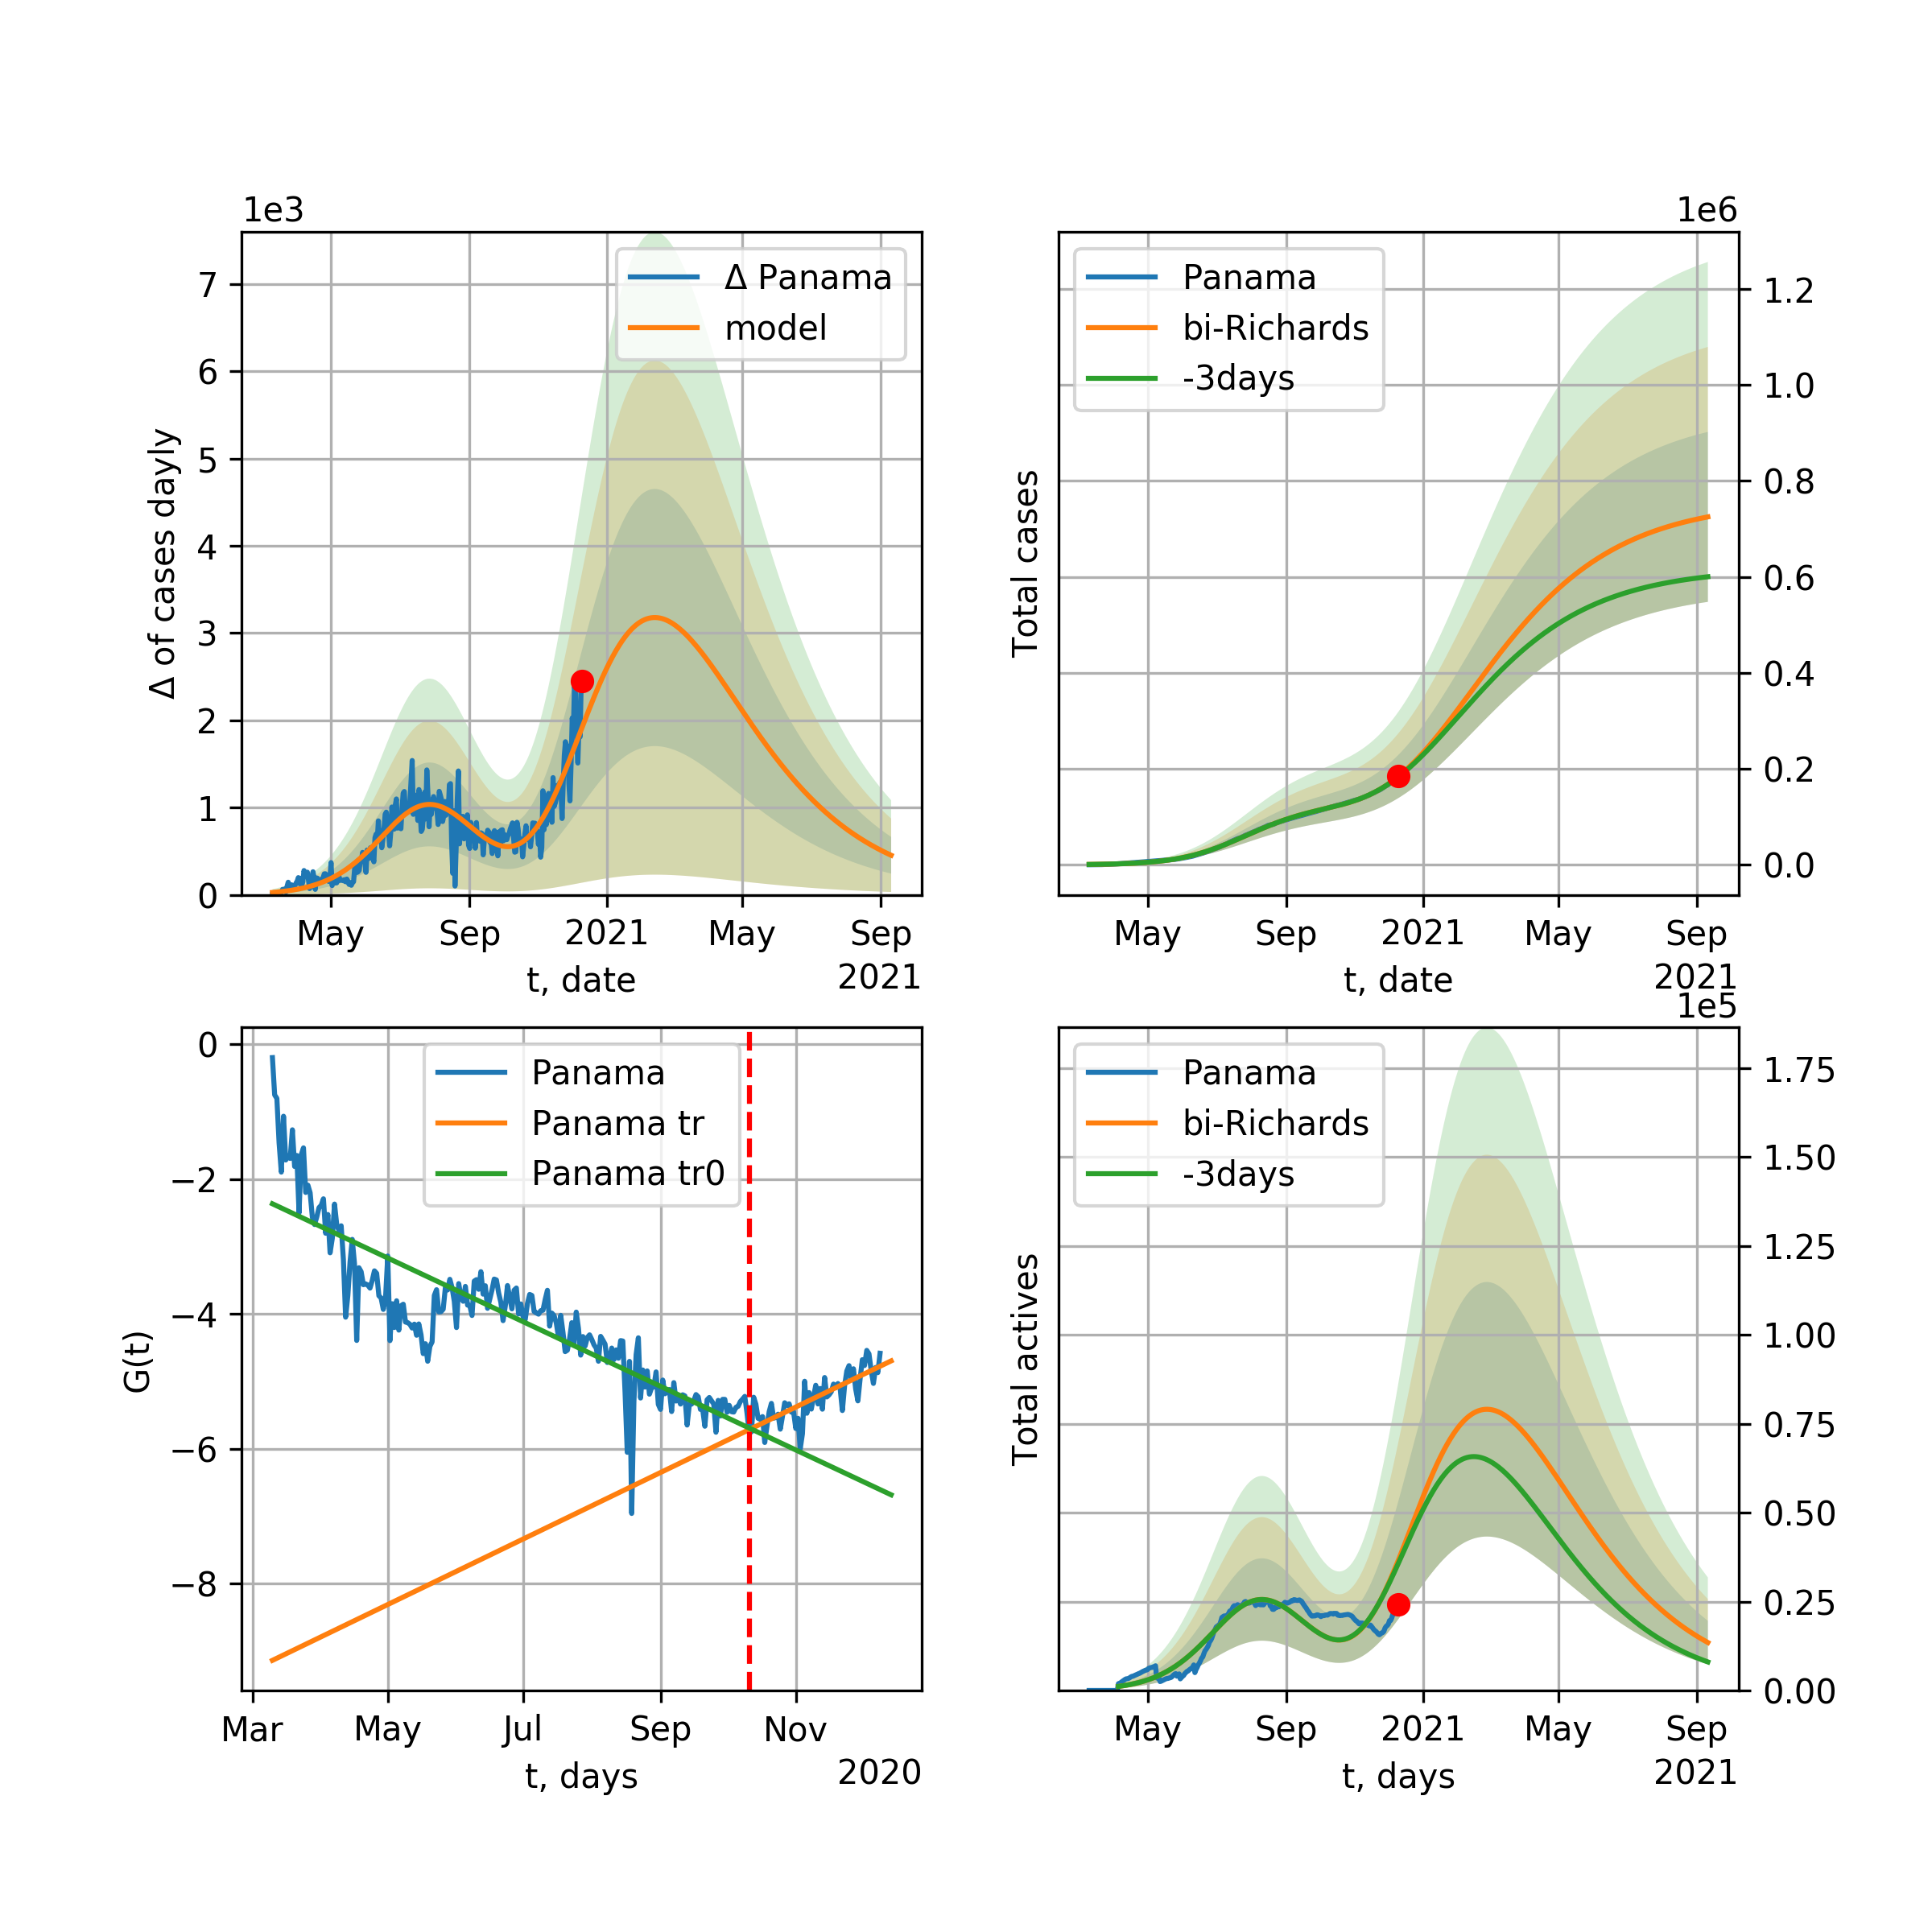 1e3
Δ of cases dayly
7
6
5
4
3
2
1
0
Δ Panama
model
May
Sep
2021
May
Sep
t, date
2021
1e6
Total cases
Panama
bi-Richards
-3days
1.2
1.0
0.8
0.6
0.4
0.2
0.0
May
Sep
2021
May
Sep
t, date
2021
G(t)
0
−2
−4
−6
−8
Panama
Panama tr
Panama tr0
Mar
May
Jul
Sep
Nov
t, days
2020
1e5
Total actives
Panama
bi-Richards
-3days
1.75
1.50
1.25
1.00
0.75
0.50
0.25
0.00
May
Sep
2021
May
Sep
t, days
2021